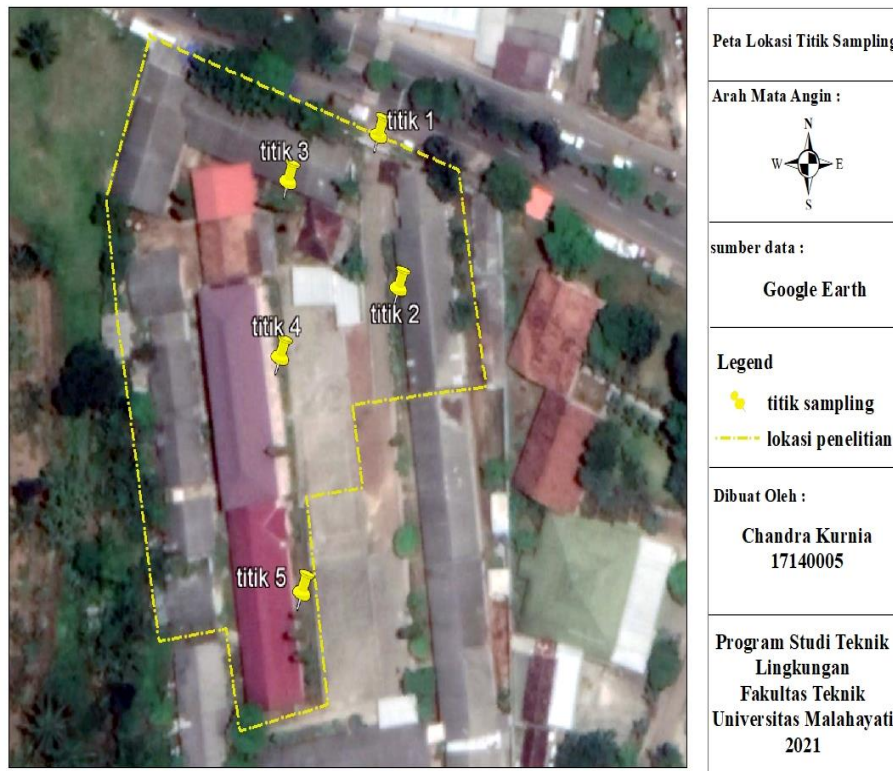 titik 1
titik 3
titik 2
titik 4
titik 5
Peta Lokasi Titik Sampling
Arah Mata Angin :
N
W E
S
sumber data :
Google Earth
Legend
titik sampling
lokasi penelitian
Dibuat Oleh :
Chandra Kurnia
17140005
Program Studi Teknik
Lingkungan
Fakultas Teknik
Universitas Malahayati
2021